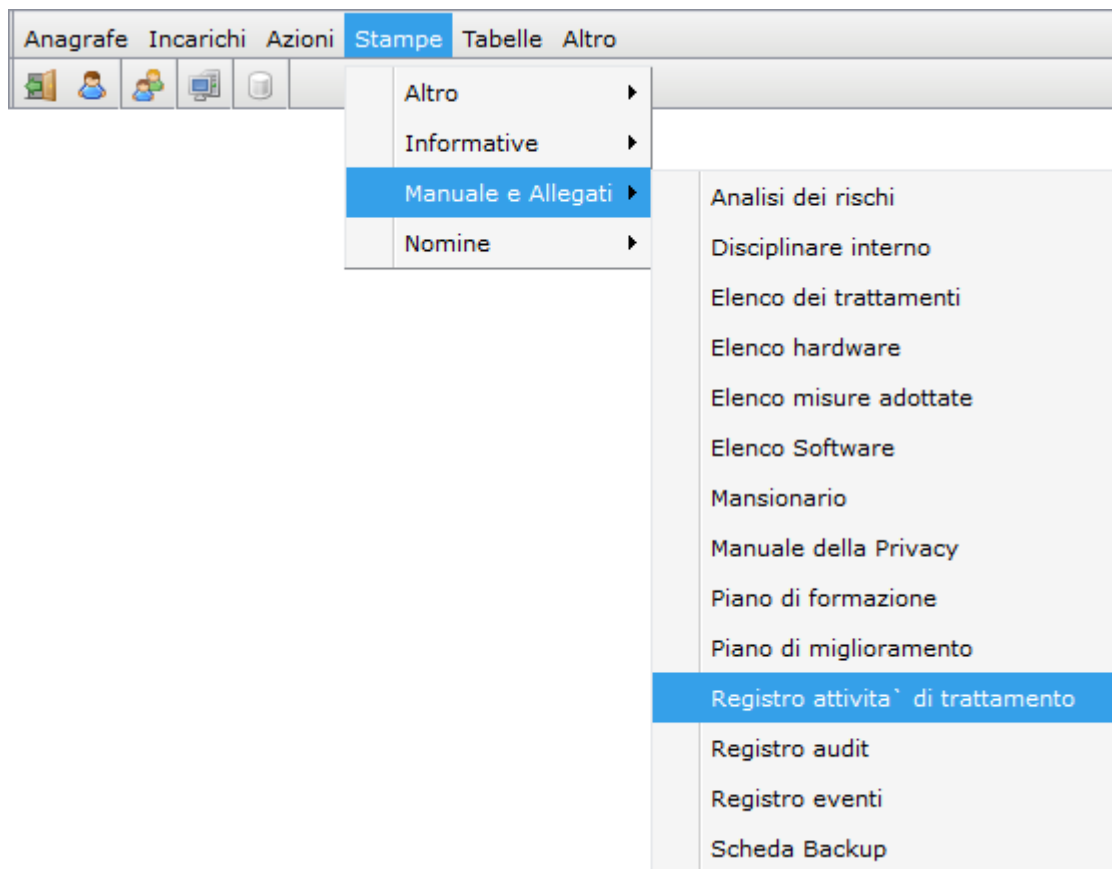 Anagrafe Incarichi Azioni Stampe Tabelle Altro
Altro
Informative
Manuale e Allegati
Nomine
Analisi dei rischi
Disciplinare interno
Elenco dei trattamenti
Elenco hardware
Elenco misure adottate
Elenco Software
Mansionario
Manuale della Privacy
Piano di formazione
Piano di miglioramento
Registro attivita` di trattamento
Registro audit
Registro eventi
Scheda Backup